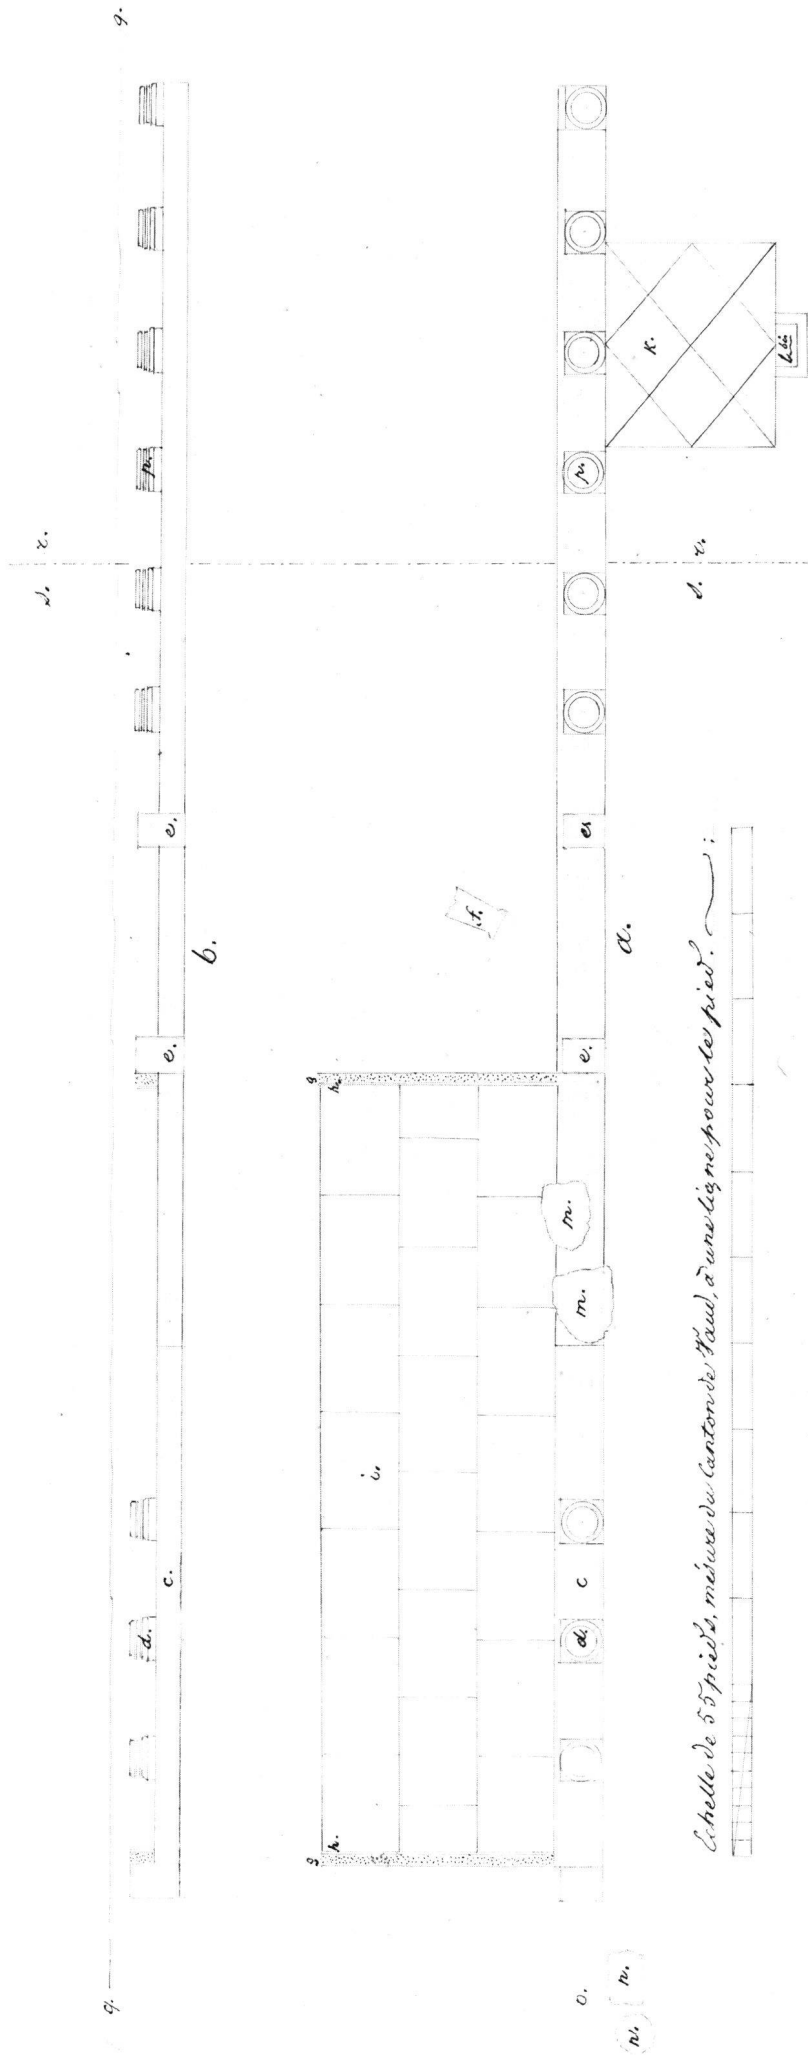 q. q.
s. r.
p.
d. c. e. e.
b.
g g
h. h.
i.
f.
m. m.
c d. e. e. p.
a.
K.
s. r.
o. n. n.
Echelle de 55 pieds, mesure du Canton de Vaud, à une ligne pour le pied.